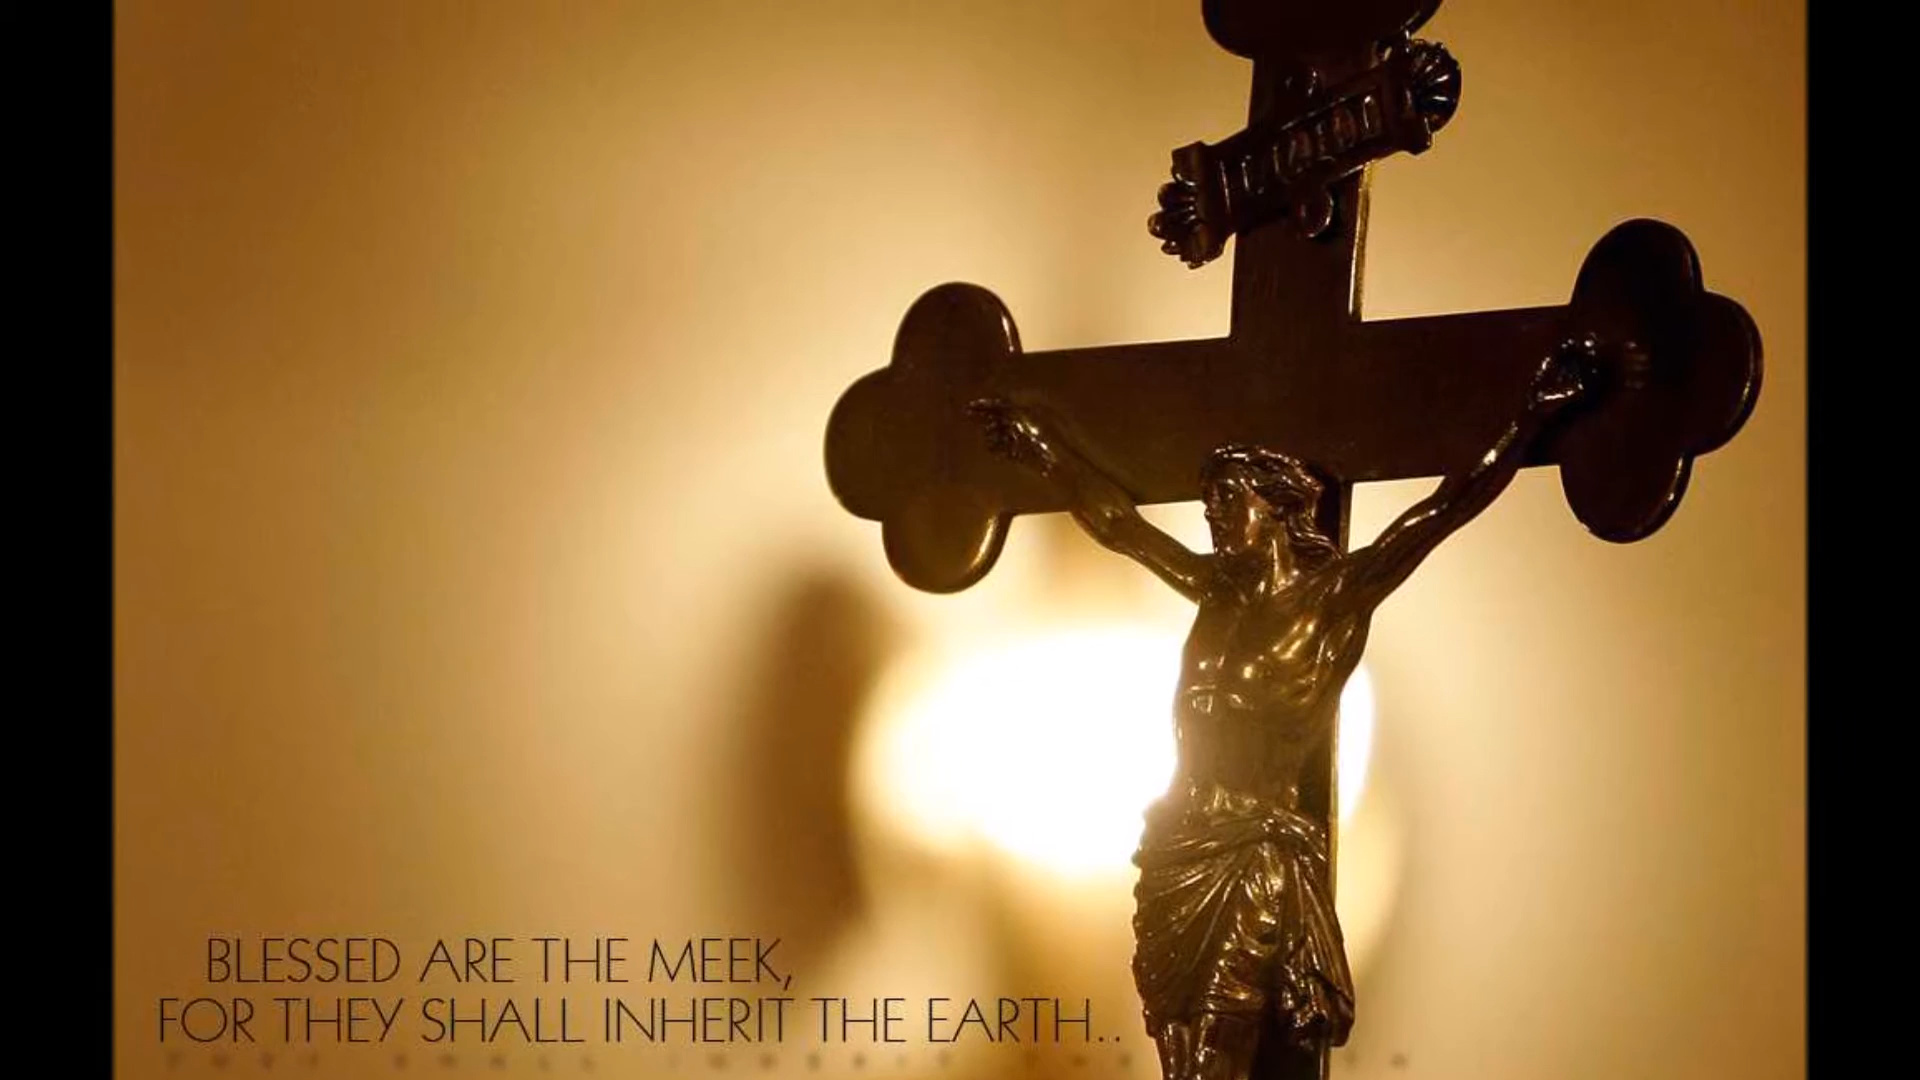 BLESSED ARE THE MEEK,
FOR THEY SHALL INHERIT THE EARTH..